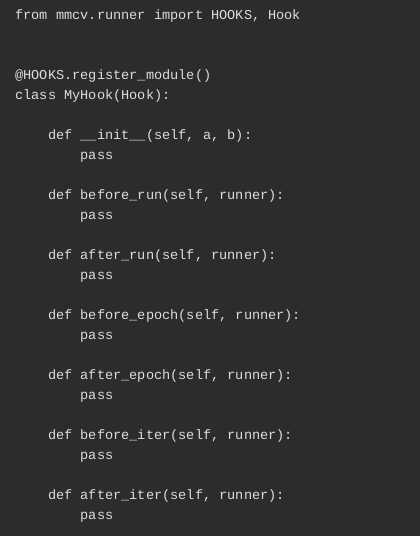 from mmcv.runner import HOOKS, Hook
@HOOKS.register_module()
class MyHook(Hook):
    def __init__(self, a, b):
        pass
    def before_run(self, runner):
        pass
    def after_run(self, runner):
        pass
    def before_epoch(self, runner):
        pass
    def after_epoch(self, runner):
        pass
    def before_iter(self, runner):
        pass
    def after_iter(self, runner):
        pass